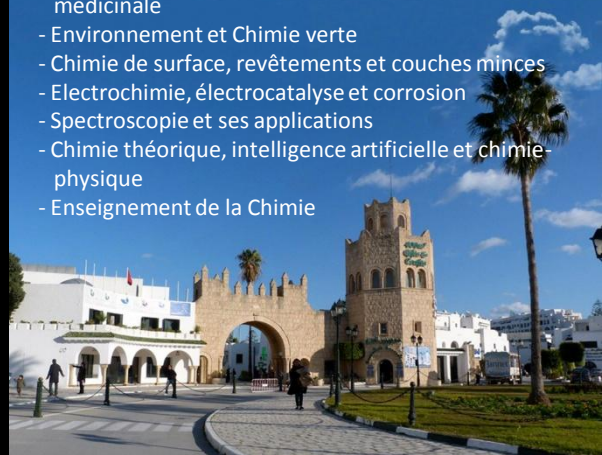 médicinale
- Environnement et Chimie verte
- Chimie de surface, revêtements et couches minces
- Electrochimie, électrocatalyse et corrosion
- Spectroscopie et ses applications
- Chimie théorique, intelligence artificielle et chimie-
physique
- Enseignement de la Chimie